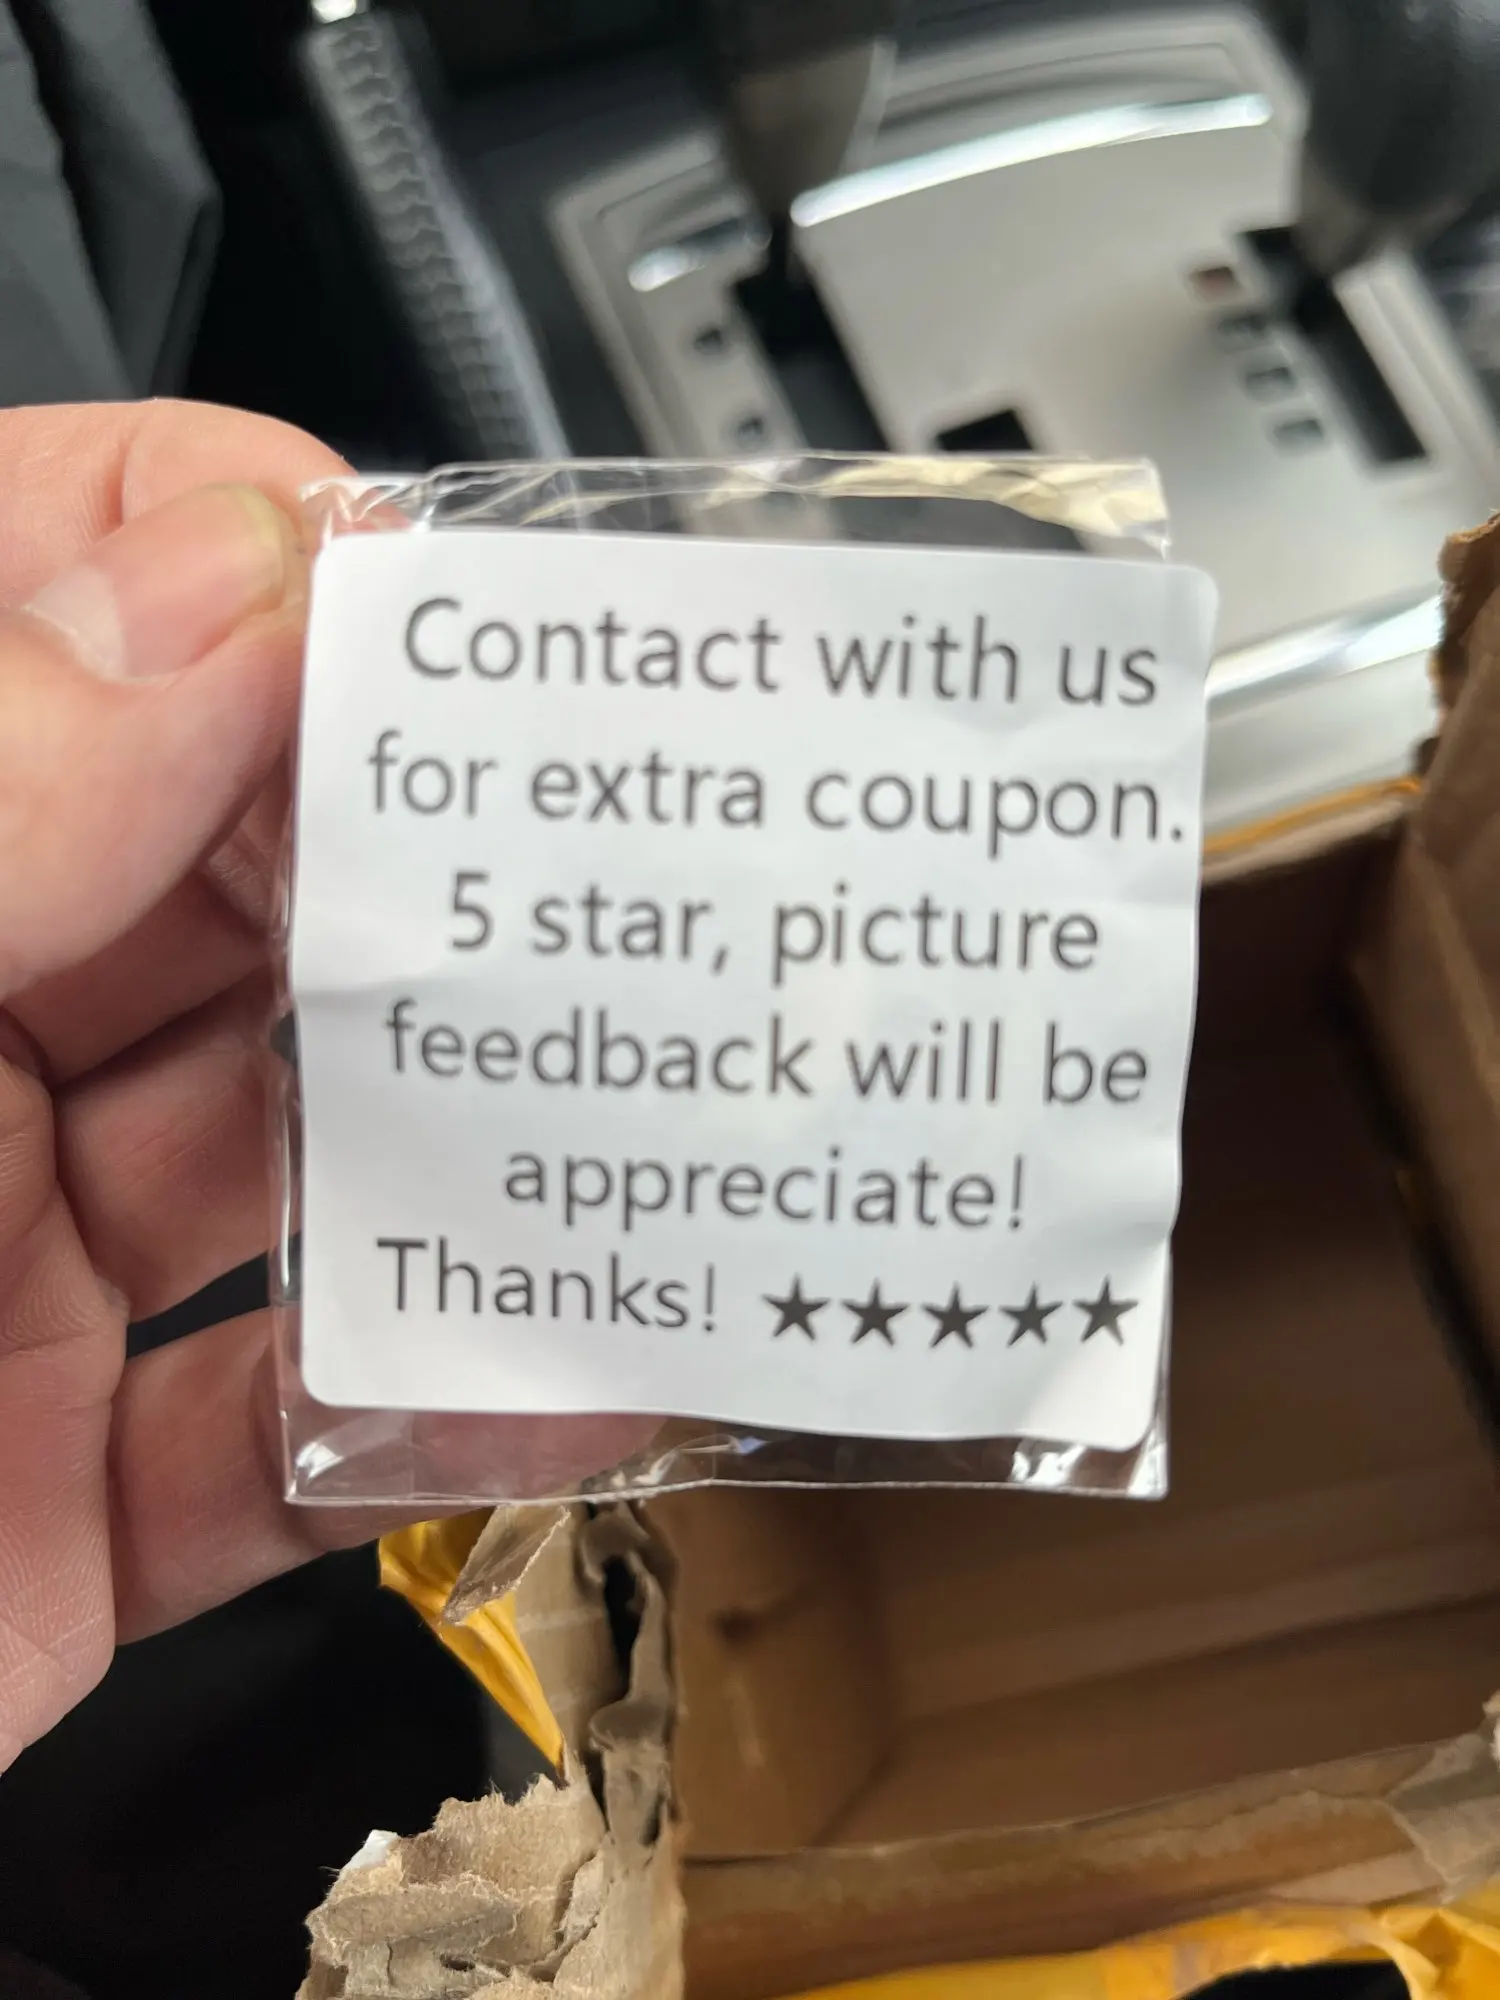 Contact with us
for extra coupon.
5 star, picture
feedback will be
appreciate!
Thanks! ★★★★★